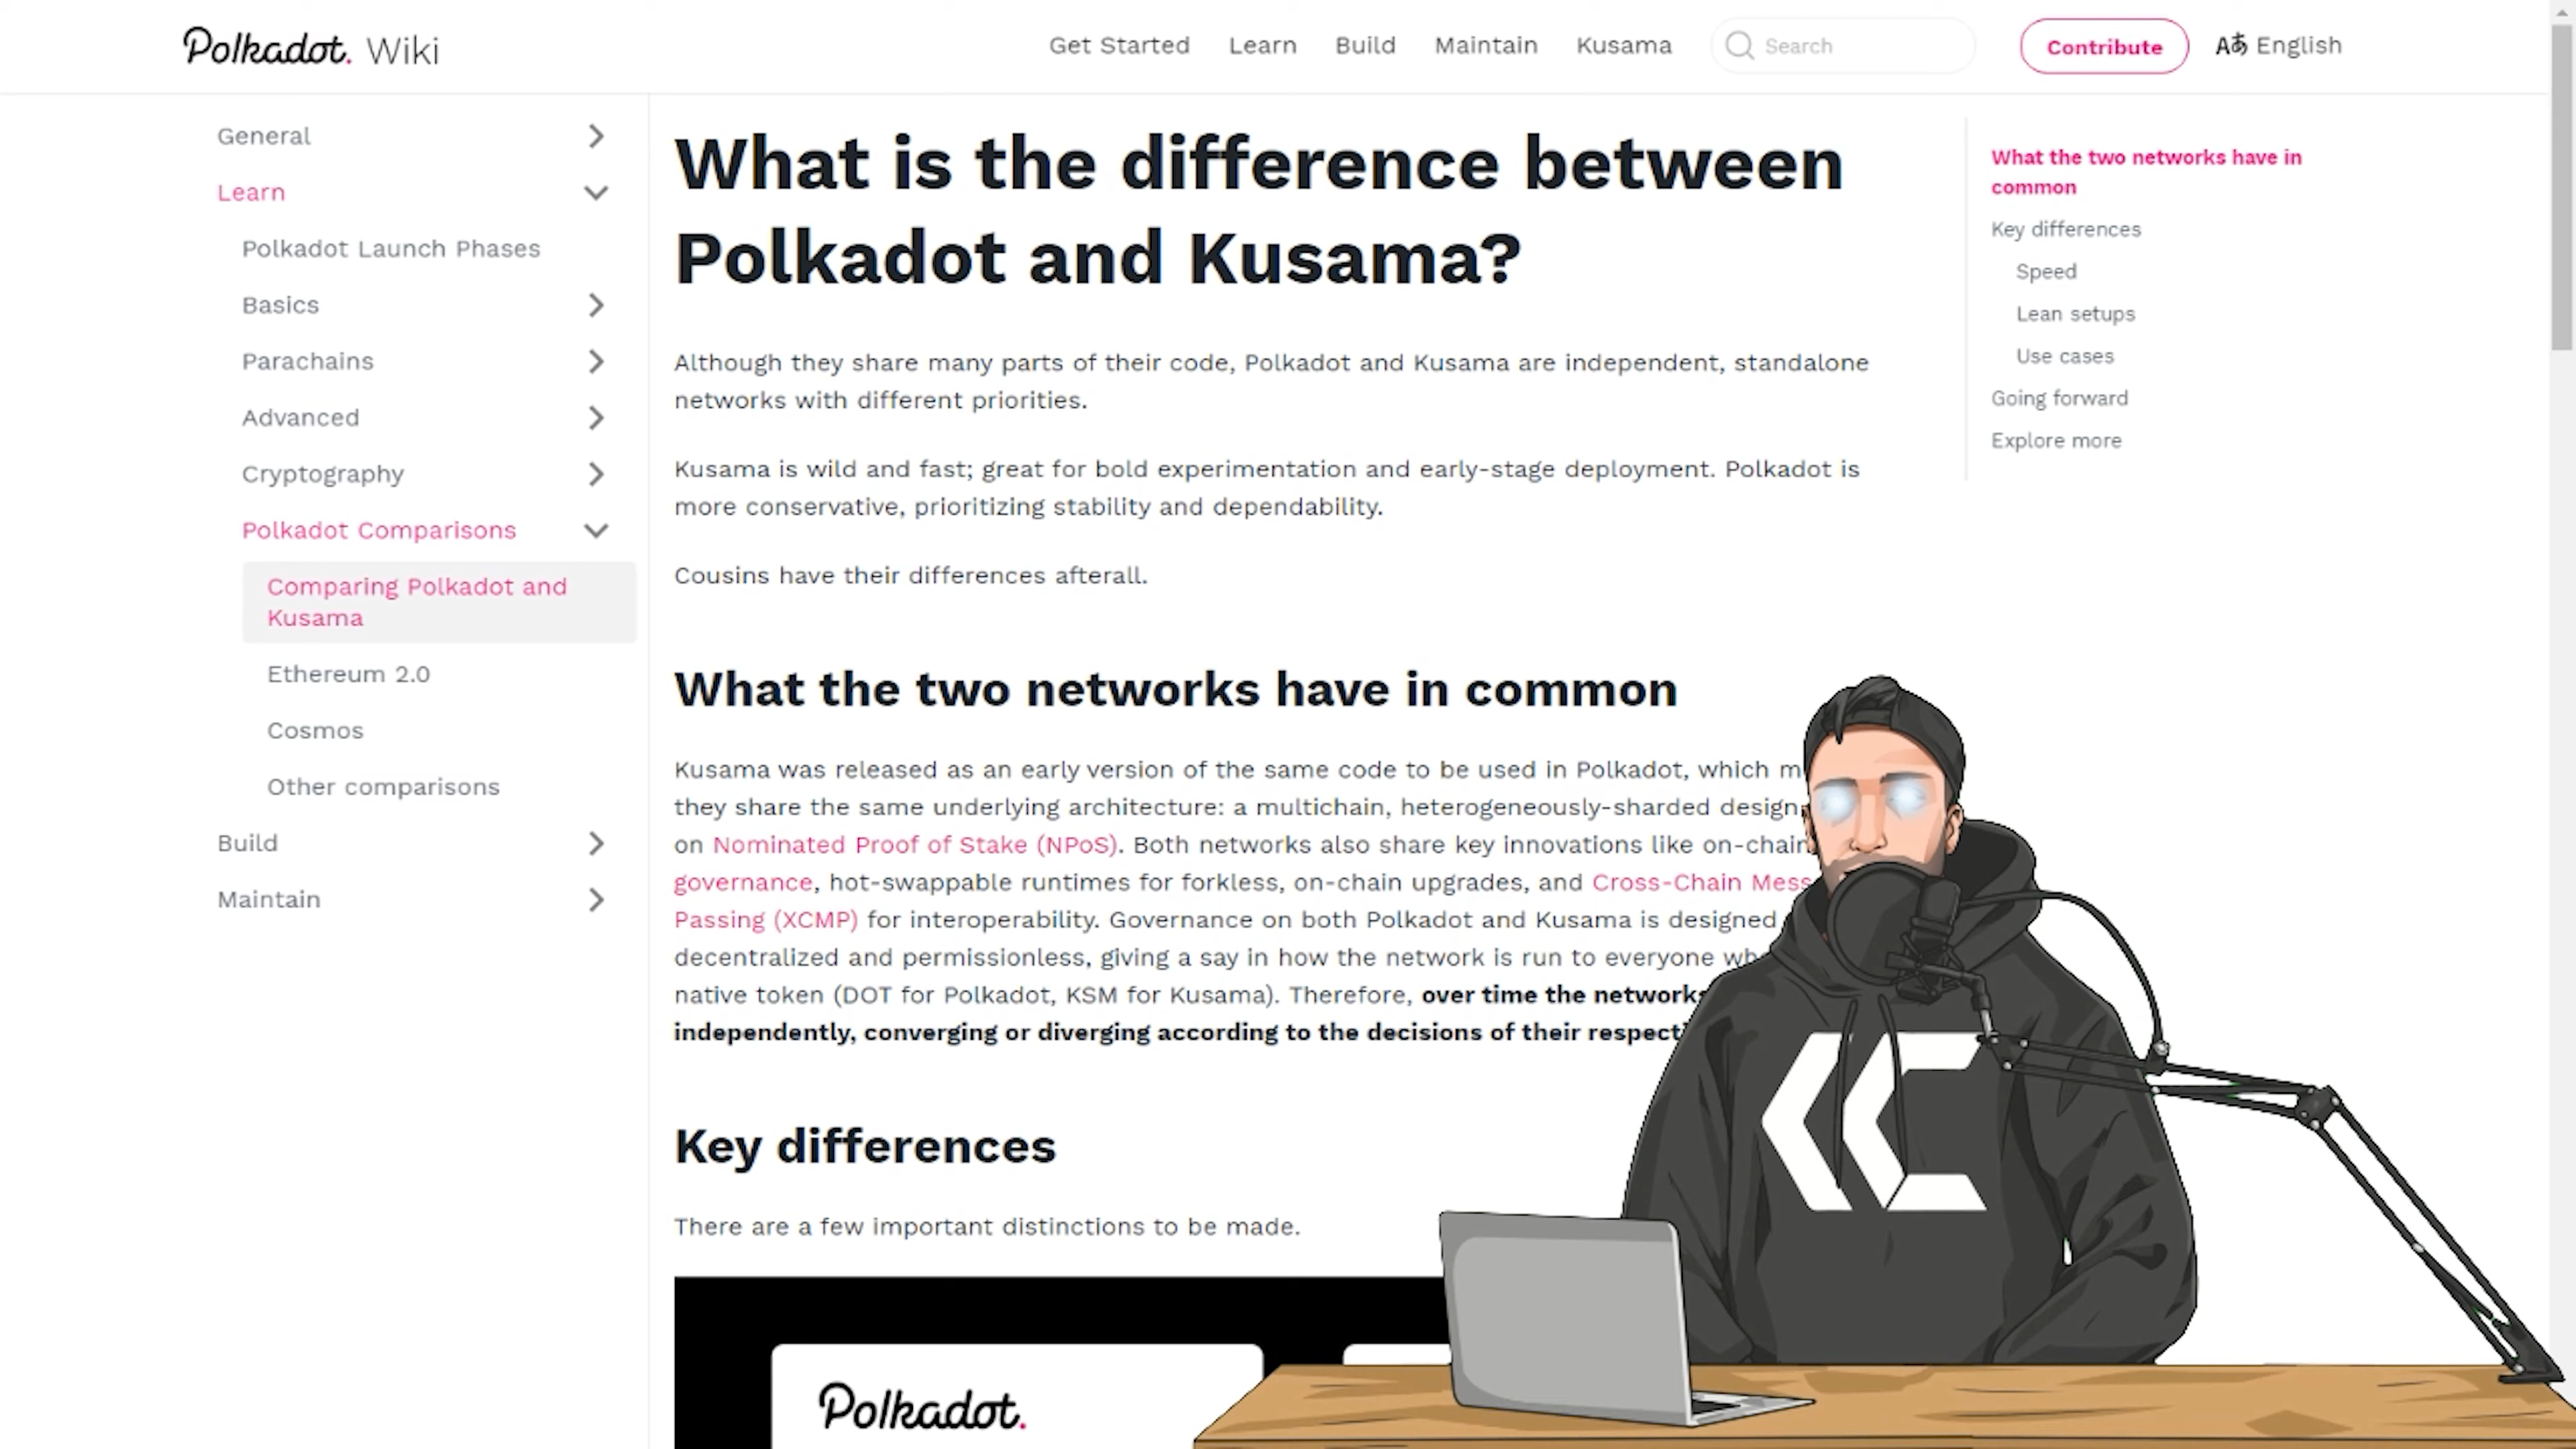 Polkadot. Wiki
Get Started
Learn
Build
Maintain
Kusama
Search
Contribute
Aあ English
General
Learn
Polkadot Launch Phases
Basics
Parachains
Advanced
Cryptography
Polkadot Comparisons
Comparing Polkadot and
Kusama
Ethereum 2.0
Cosmos
Other comparisons
Build
Maintain
What is the difference between
Polkadot and Kusama?
Although they share many parts of their code, Polkadot and Kusama are independent, standalone
networks with different priorities.
Kusama is wild and fast; great for bold experimentation and early-stage deployment. Polkadot is
more conservative, prioritizing stability and dependability.
Cousins have their differences afterall.
What the two networks have in common
Kusama was released as an early version of the same code to be used in Polkadot, which
they share the same underlying architecture: a multichain, heterogeneously-sharded design
on Nominated Proof of Stake (NPoS). Both networks also share key innovations like on-chain
governance, hot-swappable runtimes for forkless, on-chain upgrades, and Cross-Chain
Passing (XCMP) for interoperability. Governance on both Polkadot and Kusama is designed
decentralized and permissionless, giving a say in how the network is run to everyone
native token (DOT for Polkadot, KSM for Kusama). Therefore, over time the
independently, converging or diverging according to the decisions of their
Key differences
There are a few important distinctions to be made.
Polkadot.
What the two networks have in
common
Key differences
Speed
Lean setups
Use cases
Going forward
Explore more